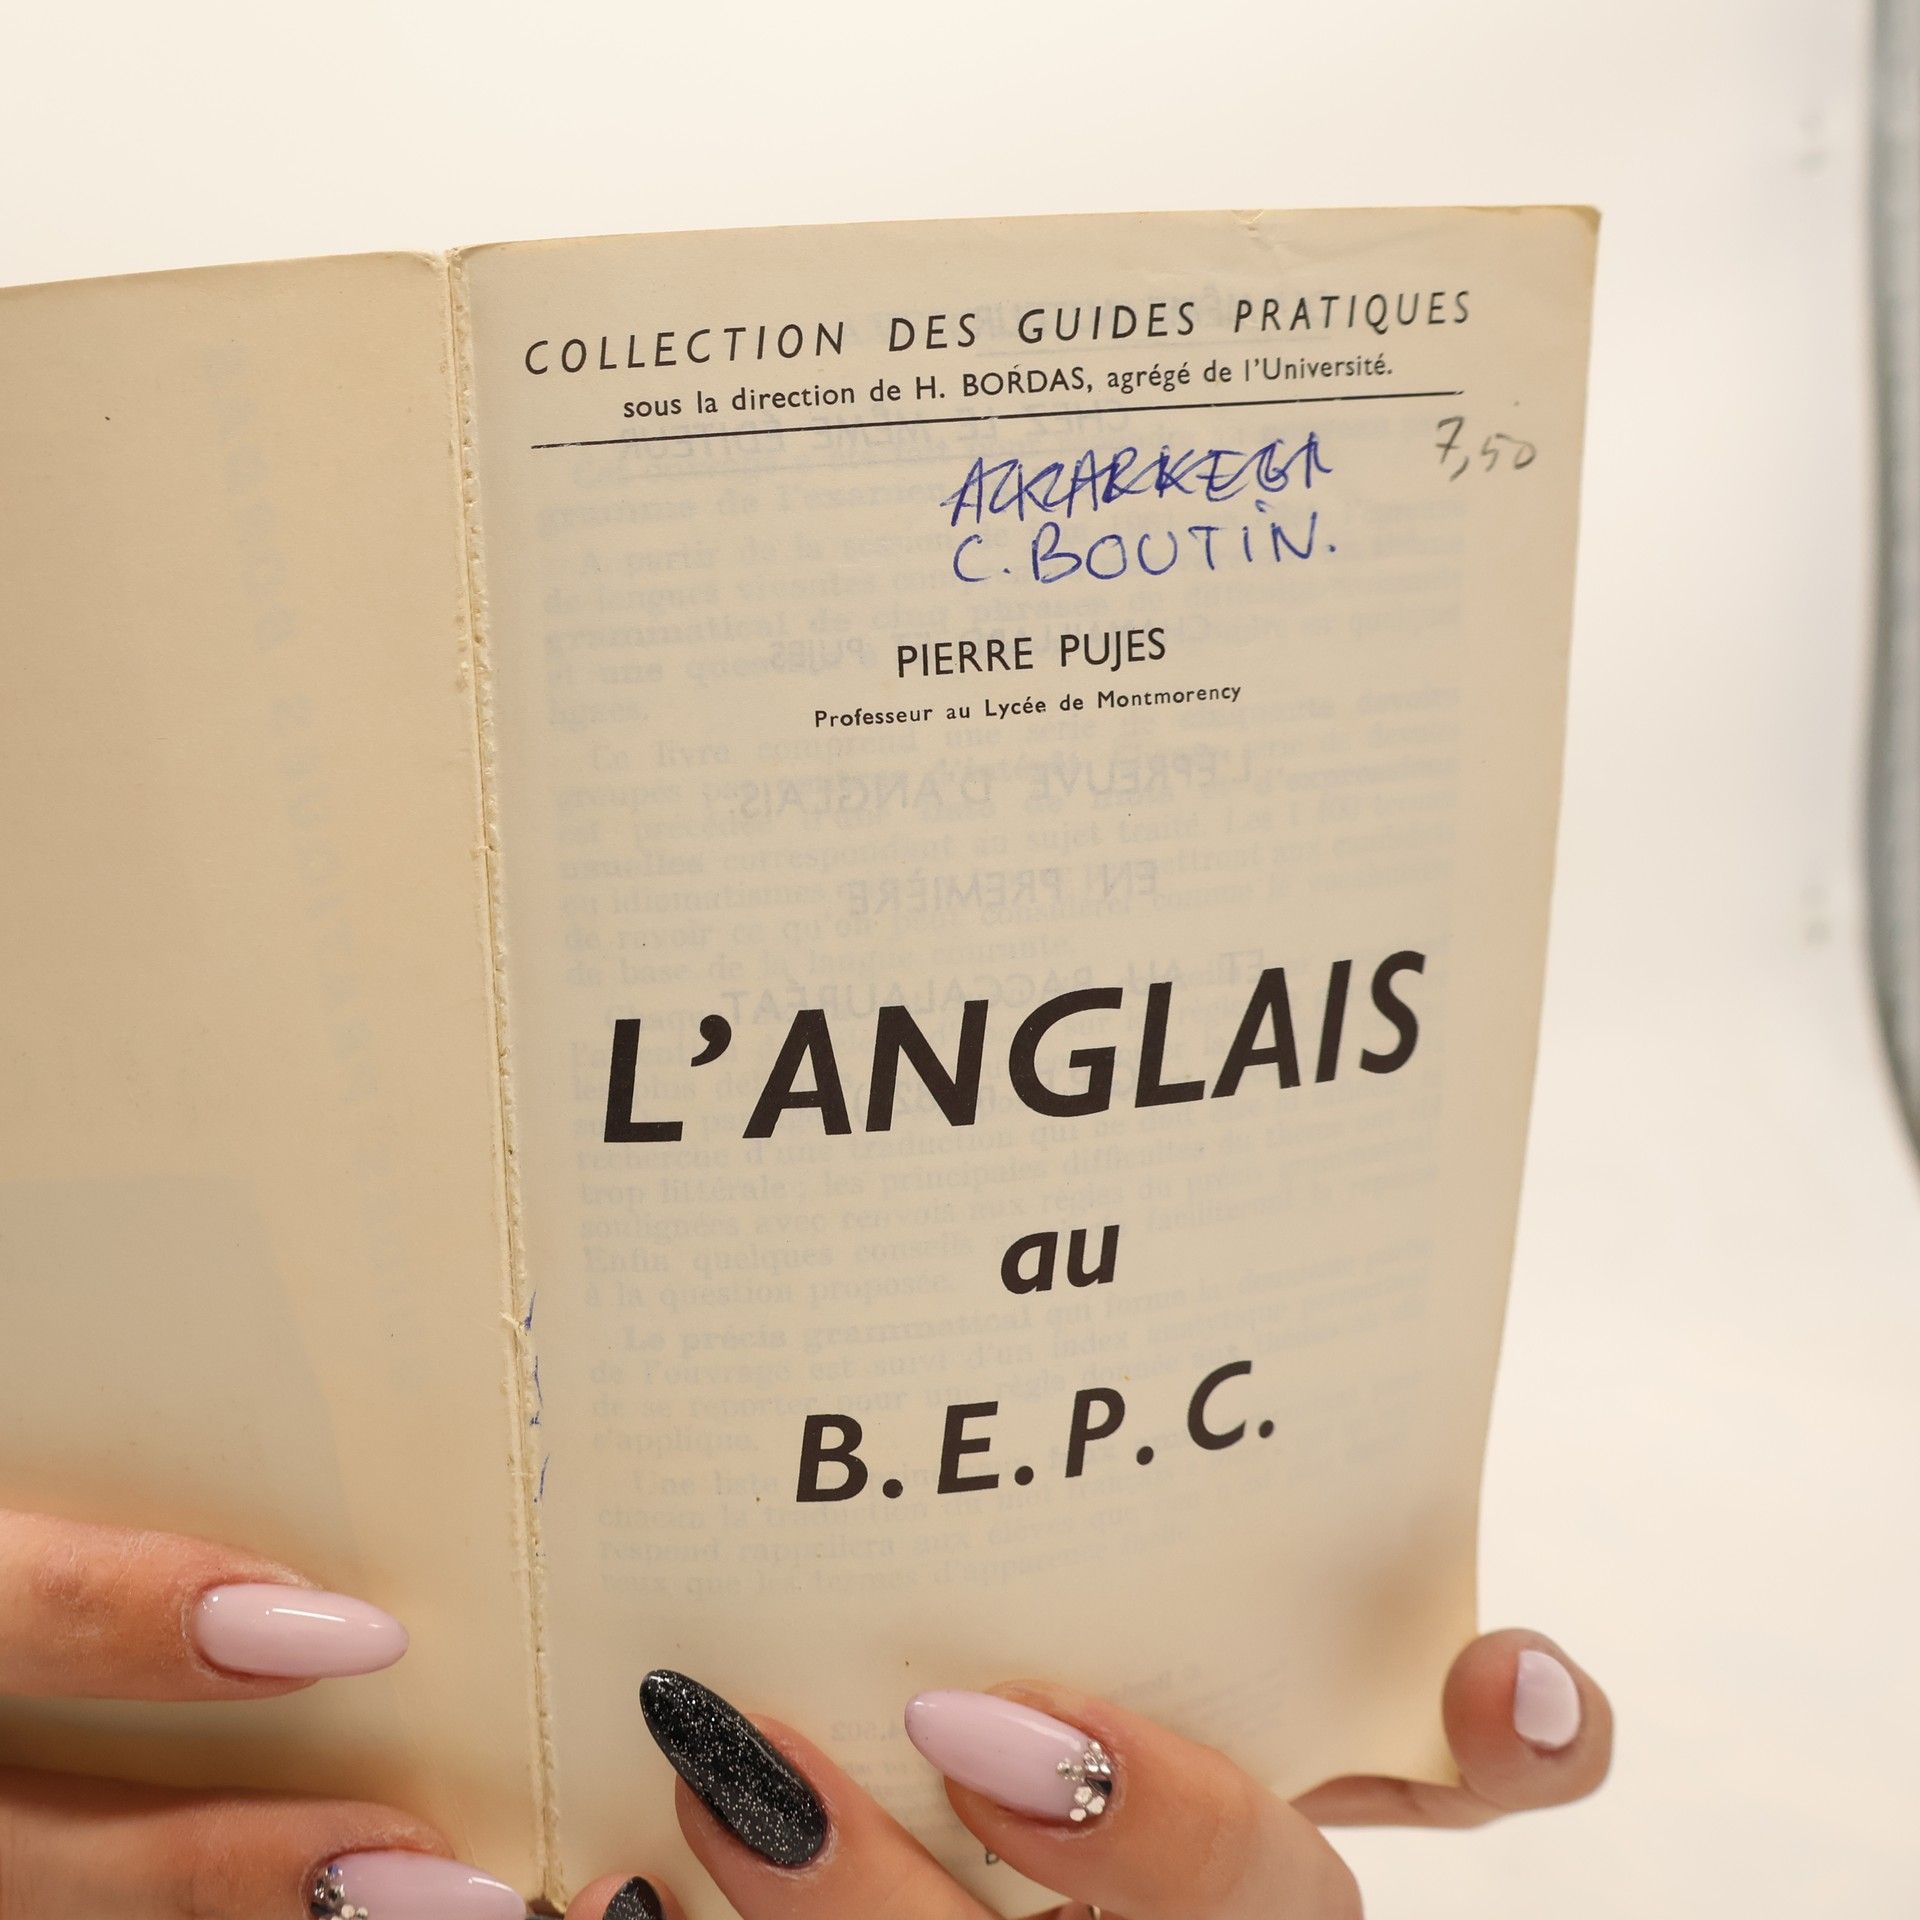 COLLECTION DES GUIDES PRATIQUES
sous la direction de H. BORDAS, agrégé de l'Université.
7,50
C. BOUTIN.
PIERRE PUJES
Professeur au Lycée de Montmorency
L'ANGLAIS
au
B.E.P.C.